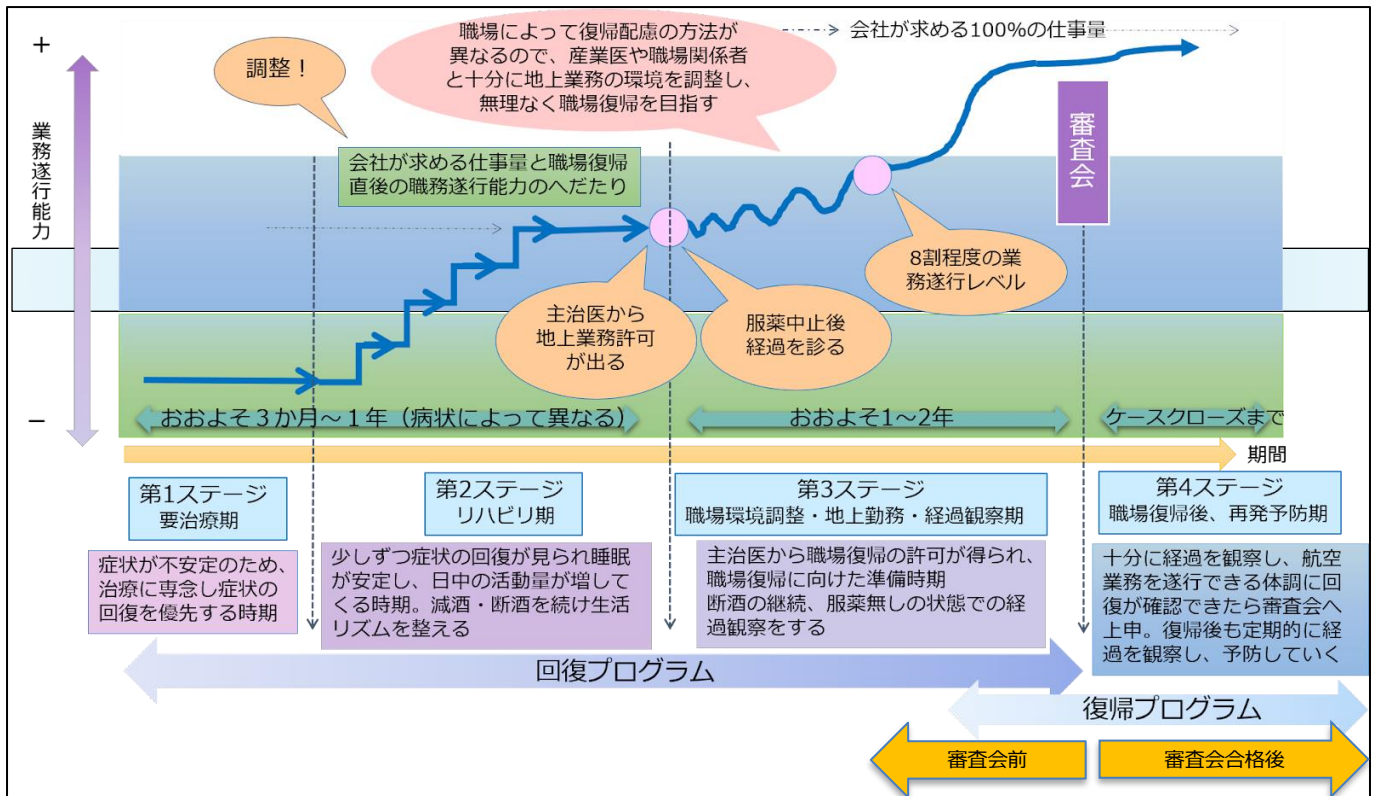 職場によって復帰配慮の方法が
異なるので、産業医や職場関係者
と十分に地上業務の環境を調整し、
無理なく職場復帰を目指す
会社が求める100%の仕事量
+
調整！
業務遂行能力
会社が求める仕事量と職場復帰
直後の職務遂行能力のへだたり
審査会
8割程度の業
務遂行レベル
主治医から
地上業務許可
が出る
服薬中止後
経過を診る
−
おおよそ３か月～１年（病状によって異なる）
おおよそ1～2年
ケースクローズまで
期間
第1ステージ
要治療期
第2ステージ
リハビリ期
第3ステージ
職場環境調整・地上勤務・経過観察期
第4ステージ
職場復帰後、再発予防期
症状が不安定のため、
治療に専念し症状の
回復を優先する時期
少しずつ症状の回復が見られ睡眠
が安定し、日中の活動量が増して
くる時期。減酒・断酒を続け生活
リズムを整える
主治医から職場復帰の許可が得られ、
職場復帰に向けた準備時期
断酒の継続、服薬無しの状態での経
過観察をする
十分に経過を観察し、航空
業務を遂行できる体調に回
復が確認できたら審査会へ
上申。復帰後も定期的に経
過を観察し、予防していく
回復プログラム
復帰プログラム
審査会前
審査会合格後